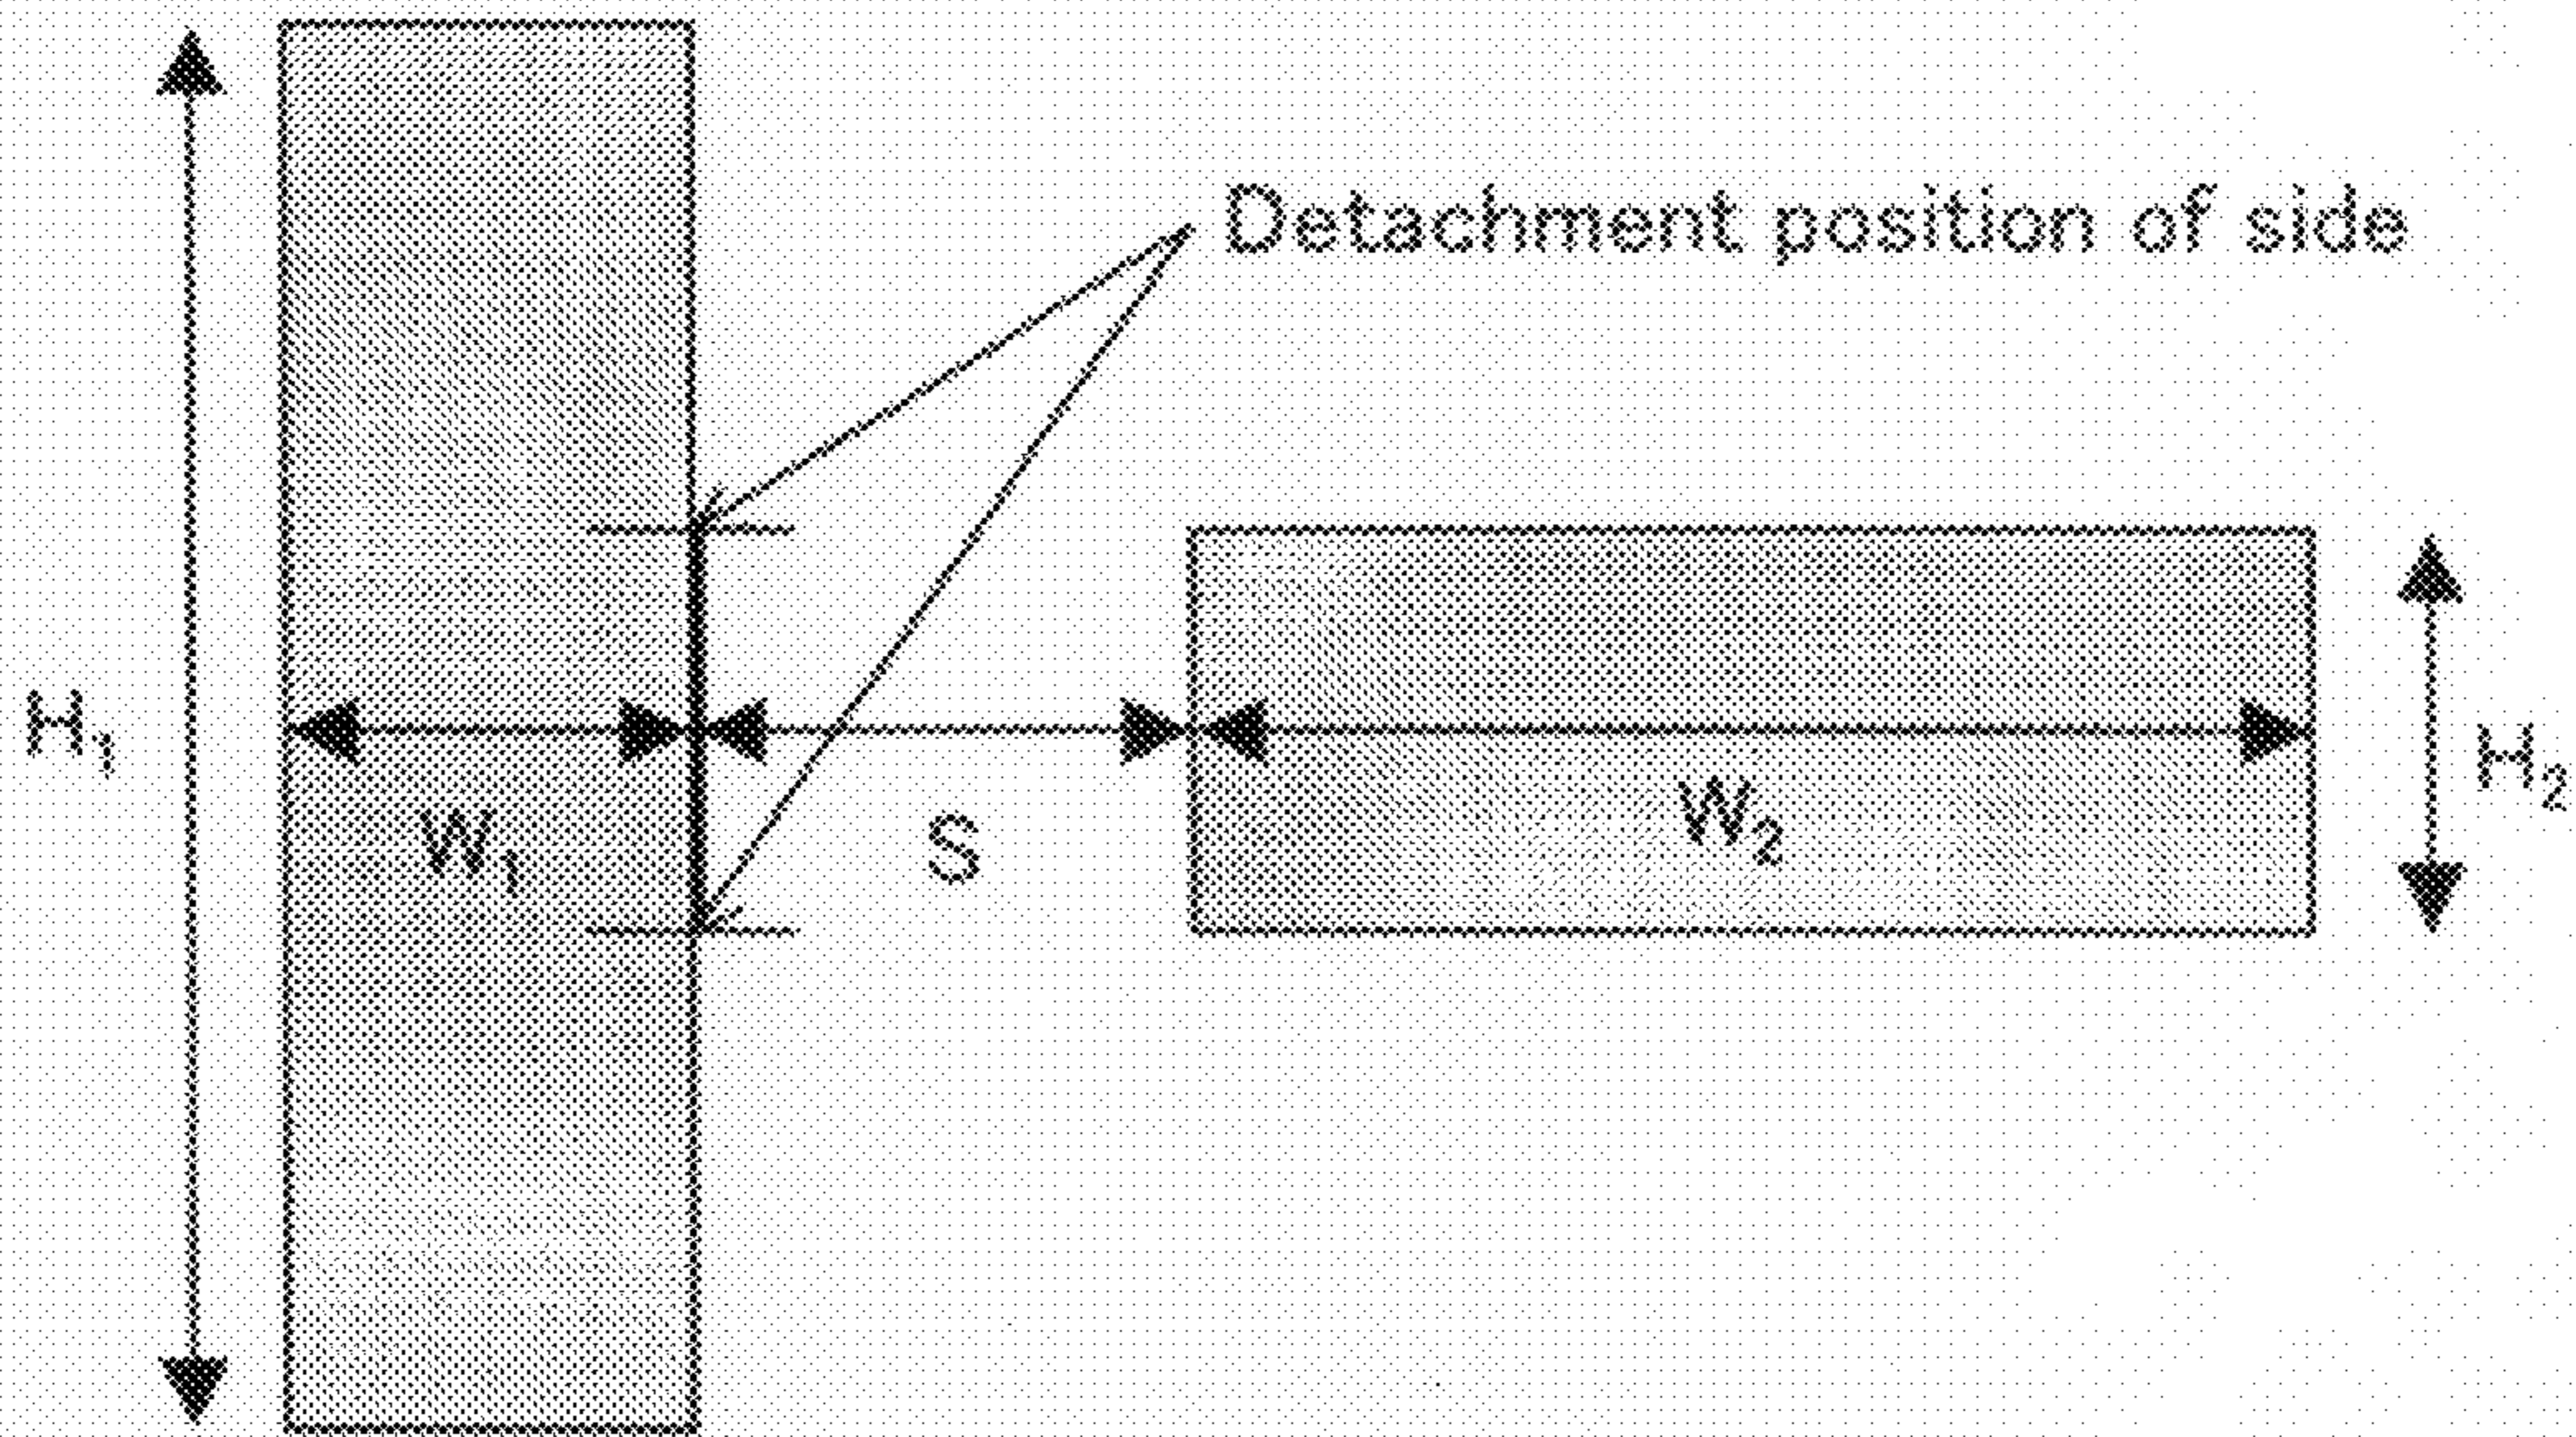 Detachment position of side
H₁
W₁
S
W₂
H₂